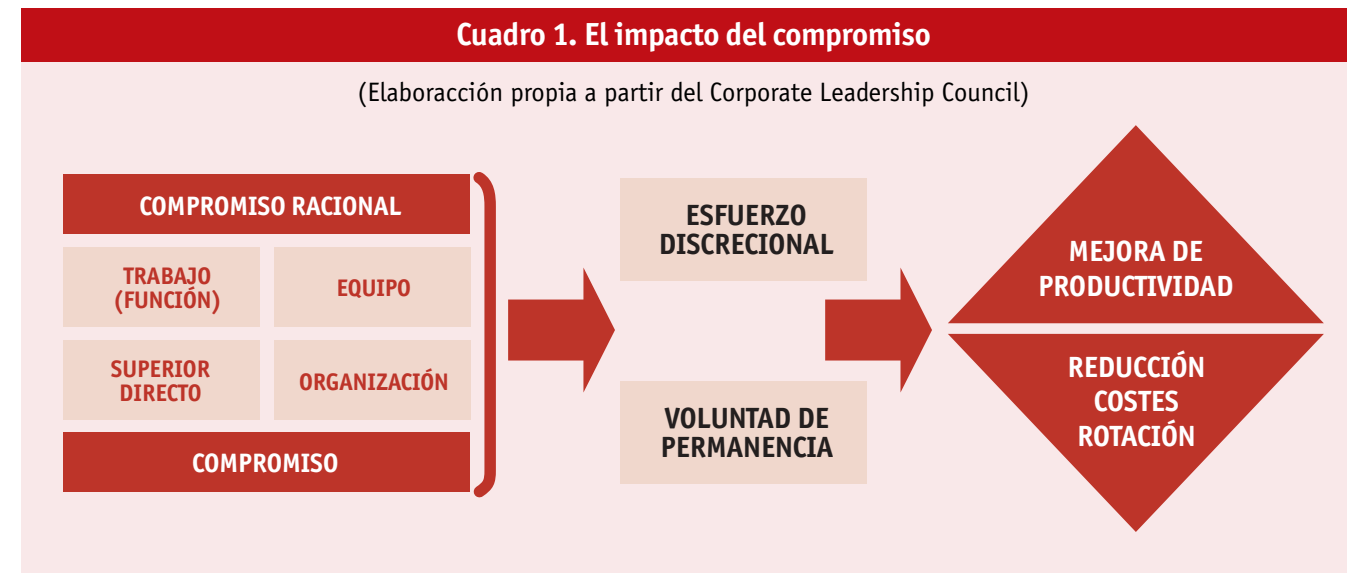 Cuadro 1. El impacto del compromiso
(Elaboracción propia a partir del Corporate Leadership Council)
COMPROMISO RACIONAL
TRABAJO
(FUNCIÓN)
EQUIPO
SUPERIOR
DIRECTO
ORGANIZACIÓN
COMPROMISO
ESFUERZO
DISCRECIONAL
VOLUNTAD DE
PERMANENCIA
MEJORA DE
PRODUCTIVIDAD
REDUCCIÓN
COSTES
ROTACIÓN